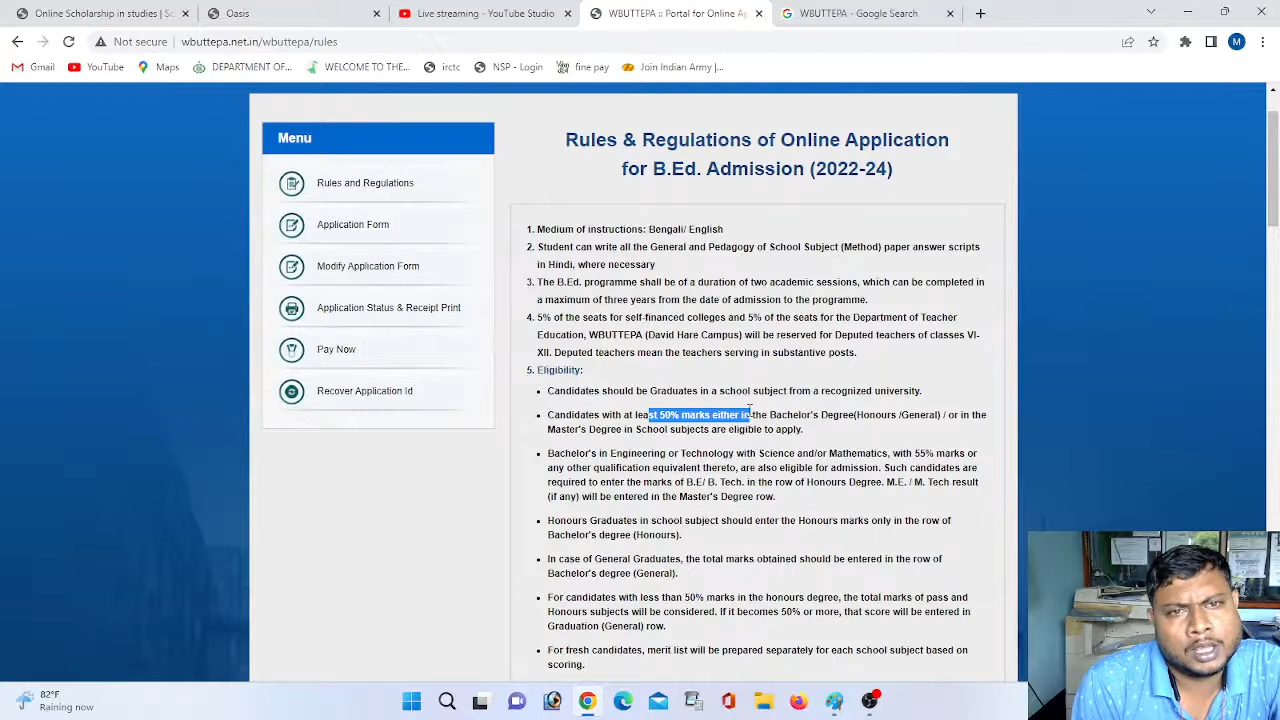 Online Scholarship in studies | Sc
Oasis
Live streaming - YouTube Studio
WBUTTEPA :: Portal for Online Ap
WBUTTEPA - Google Search
Not secure | wbuttepa.net.in/wbuttepa/rules
M
Gmail
YouTube
Maps
DEPARTMENT OF...
WELCOME TO THE...
irctc
NSP - Login
fine pay
Join Indian Army |...
Menu
Rules and Regulations
Application Form
Modify Application Form
Application Status & Receipt Print
Pay Now
Recover Application Id
Rules & Regulations of Online Application
for B.Ed. Admission (2022-24)
1. Medium of instructions: Bengali/ English
2. Student can write all the General and Pedagogy of School Subject (Method) paper answer scripts
in Hindi, where necessary
3. The B.Ed. programme shall be of a duration of two academic sessions, which can be completed in
a maximum of three years from the date of admission to the programme.
4. 5% of the seats for self-financed colleges and 5% of the seats for the Department of Teacher
Education, WBUTTEPA (David Hare Campus) will be reserved for Deputed teachers of classes VI-
XII. Deputed teachers mean the teachers serving in substantive posts.
5. Eligibility:
Candidates should be Graduates in a school subject from a recognized university.
Candidates with at least 50% marks either in the Bachelor's Degree(Honours /General) / or in the
Master's Degree in School subjects are eligible to apply.
Bachelor's in Engineering or Technology with Science and/or Mathematics, with 55% marks or
any other qualification equivalent thereto, are also eligible for admission. Such candidates are
required to enter the marks of B.E/ B. Tech. in the row of Honours Degree. M.E. / M. Tech result
(if any) will be entered in the Master's Degree row.
Honours Graduates in school subject should enter the Honours marks only in the row of
Bachelor's degree (Honours).
In case of General Graduates, the total marks obtained should be entered in the row of
Bachelor's degree (General).
For candidates with less than 50% marks in the honours degree, the total marks of pass and
Honours subjects will be considered. If it becomes 50% or more, that score will be entered in
Graduation (General) row.
For fresh candidates, merit list will be prepared separately for each school subject based on
scoring.
82°F
Raining now